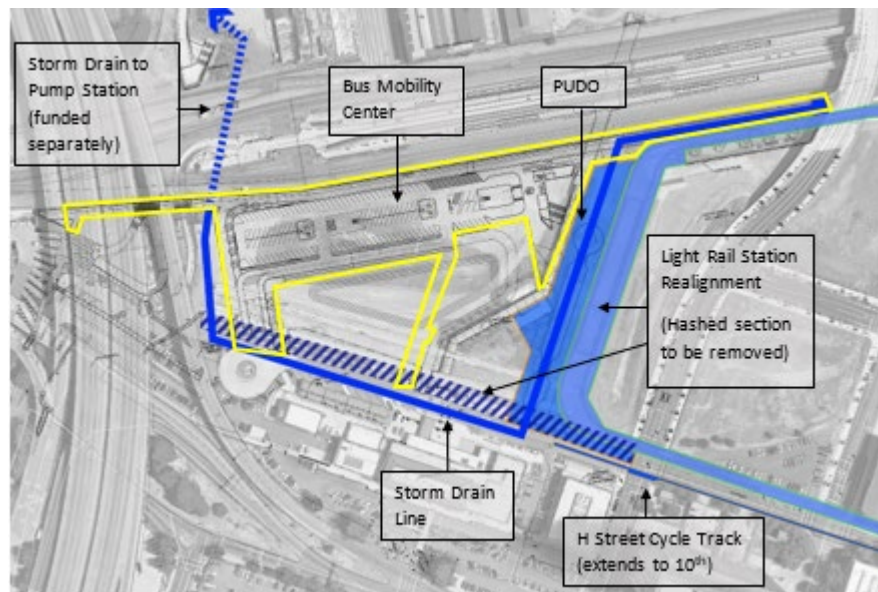 Storm Drain to
Pump Station
(funded
separately)
Bus Mobility
Center
PUDO
Light Rail Station
Realignment
(Hashed section
to be removed)
Storm Drain
Line
H Street Cycle Track
(extends to 10th)